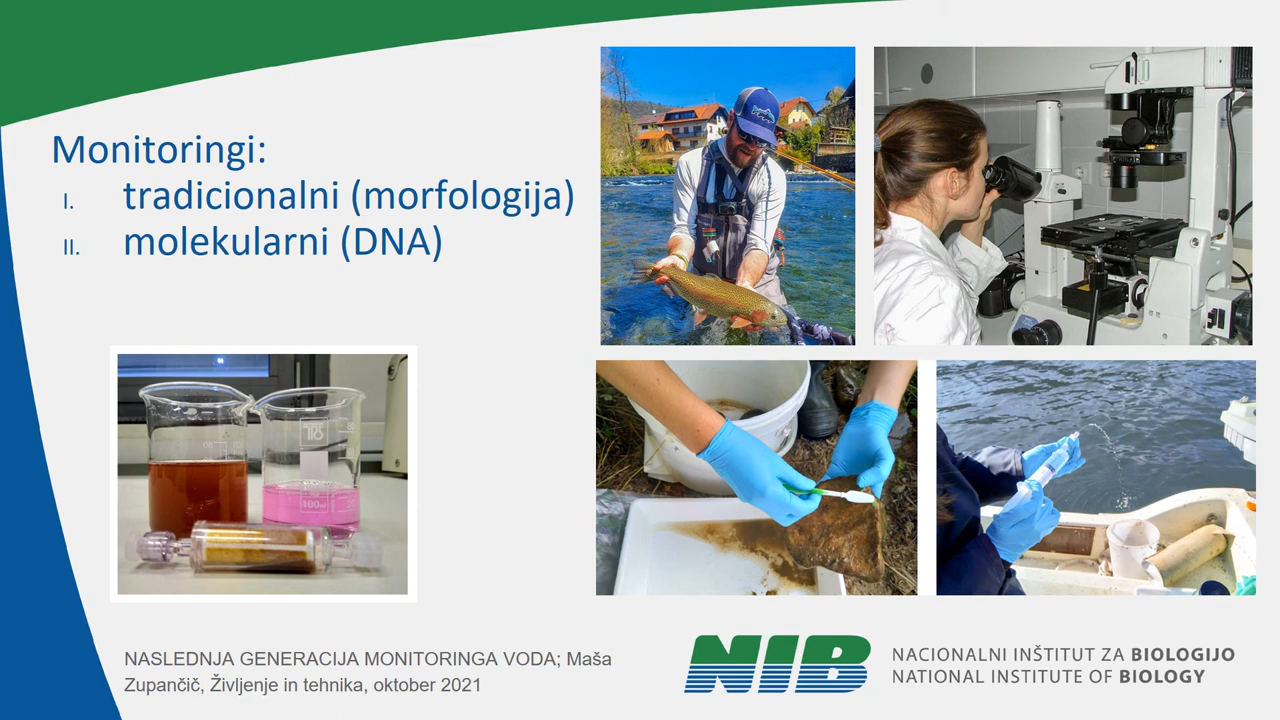 Monitoringi:
I. tradicionalni (morfologija)
II. molekularni (DNA)
100ml
NASLEDNJA GENERACIJA MONITORINGA VODA; Maša
Zupančič, Življenje in tehnika, oktober 2021
NIB
NACIONALNI INŠTITUT ZA BIOLOGIJO
NATIONAL INSTITUTE OF BIOLOGY